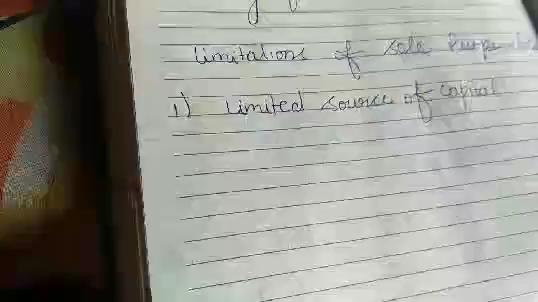 limitations of sole
1) Limited source of capital